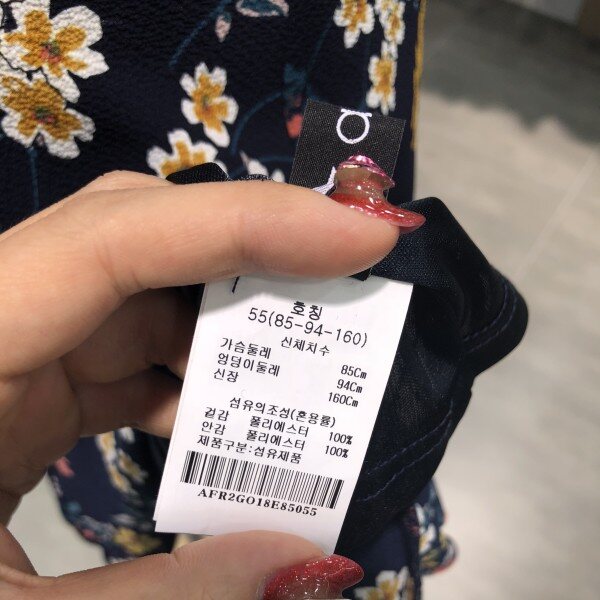 호칭
55(85-94-160)
신체치수
가슴둘레 85Cm
엉덩이둘레 94Cm
신장 160Cm
섬유의조성(혼용률)
겉감 폴리에스터 100%
안감 폴리에스터 100%
제품구분:섬유제품
AFR2GO18E85055